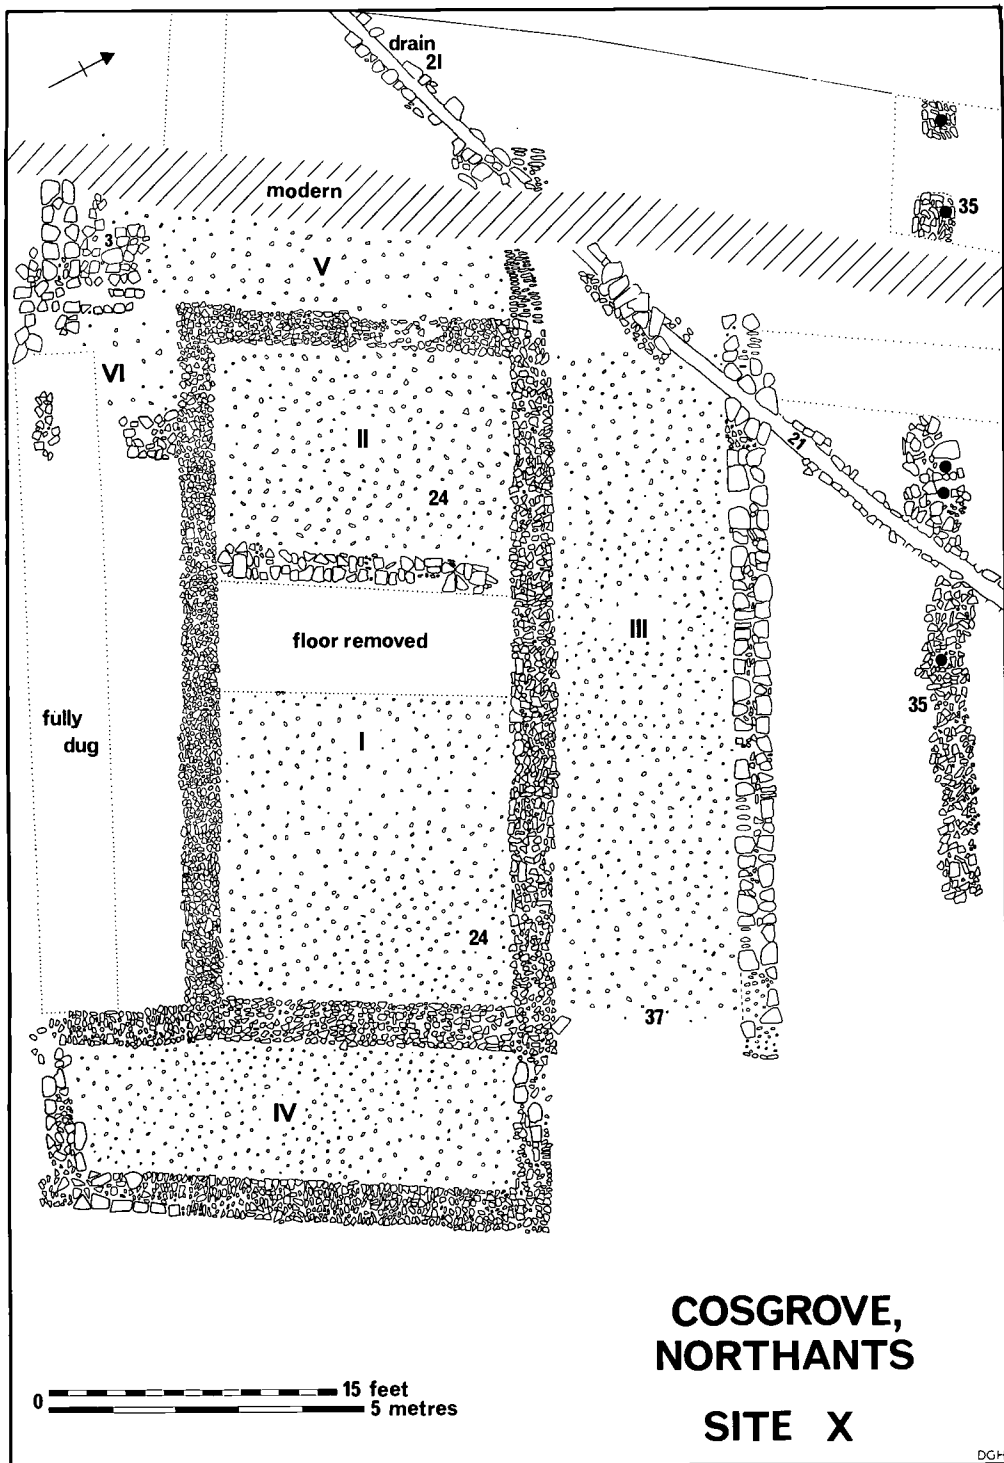 drain
21
modern
35
3
V
VI
II
24
21
floor removed
III
35
fully
dug
I
24
37
IV
COSGROVE,
NORTHANTS
SITE X
0
15 feet
5 metres
DGH